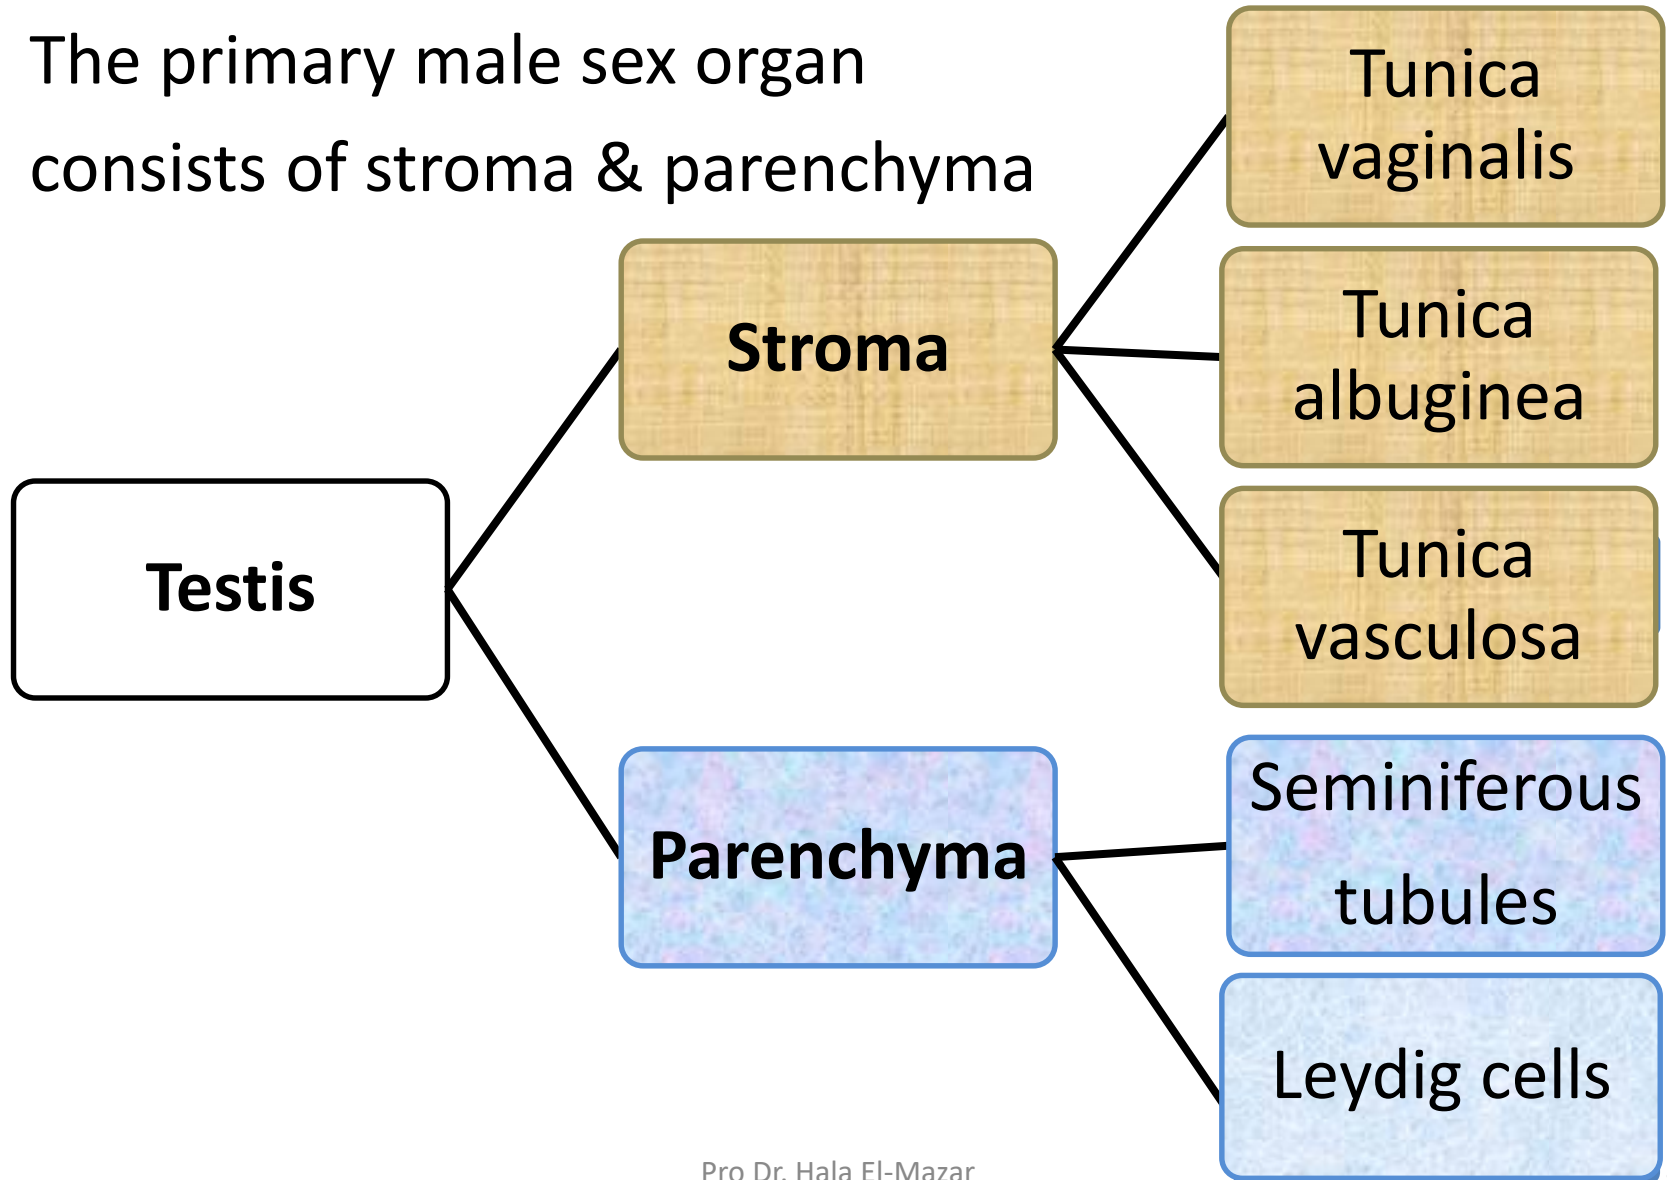 The primary male sex organ
consists of stroma & parenchyma
Testis
Stroma
Tunica
vaginalis
Tunica
albuginea
Tunica
vasculosa
Parenchyma
Seminiferous
tubules
Leydig cells
Pro Dr. Hala El-Mazar